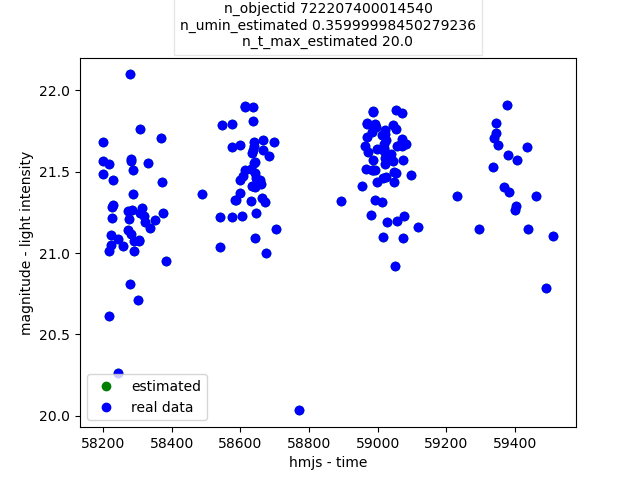 n_objectid 722207400014540
n_umin_estimated 0.35999998450279236
n_t_max_estimated 20.0
22.0
21.5
21.0
20.5
20.0
magnitude - light intensity
estimated
real data
58200 58400 58600 58800 59000 59200 59400
hmjs - time